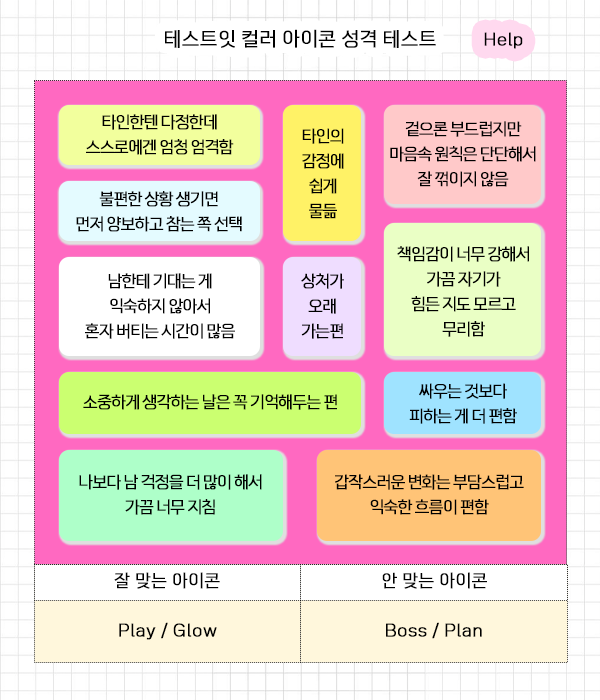 테스트잇 컬러 아이콘 성격 테스트
Help
타인한텐 다정한데
스스로에겐 엄청 엄격함
타인의
감정에
쉽게
물듦
겉으론 부드럽지만
마음속 원칙은 단단해서
잘 꺾이지 않음
불편한 상황 생기면
먼저 양보하고 참는 쪽 선택
책임감이 너무 강해서
가끔 자기가
힘든 지도 모르고
무리함
남한테 기대는 게
익숙하지 않아서
혼자 버티는 시간이 많음
상처가
오래
가는편
소중하게 생각하는 날은 꼭 기억해두는 편
싸우는 것보다
피하는 게 더 편함
나보다 남 걱정을 더 많이 해서
가끔 너무 지침
갑작스러운 변화는 부담스럽고
익숙한 흐름이 편함
잘 맞는 아이콘
안 맞는 아이콘
Play / Glow
Boss / Plan